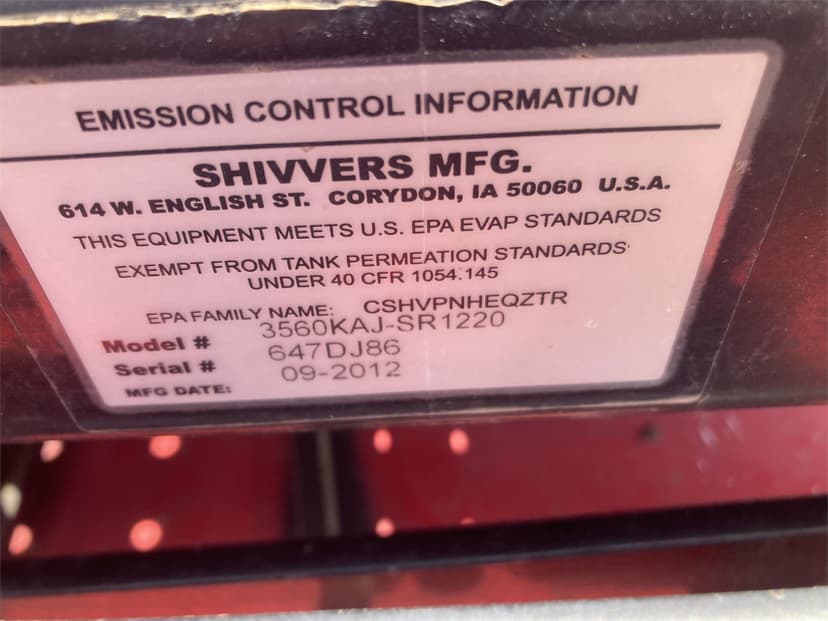 EMISSION CONTROL INFORMATION
SHIVVERS MFG.
614 W. ENGLISH ST. CORYDON, IA 50060 U.S.A.
THIS EQUIPMENT MEETS U.S. EPA EVAP STANDARDS
EXEMPT FROM TANK PERMEATION STANDARDS
UNDER 40 CFR 1054.145
EPA FAMILY NAME: CSHVPNHEQZTR
Model # 3560KAJ-SR1220
Serial # 647DJ86
MFG DATE: 09-2012